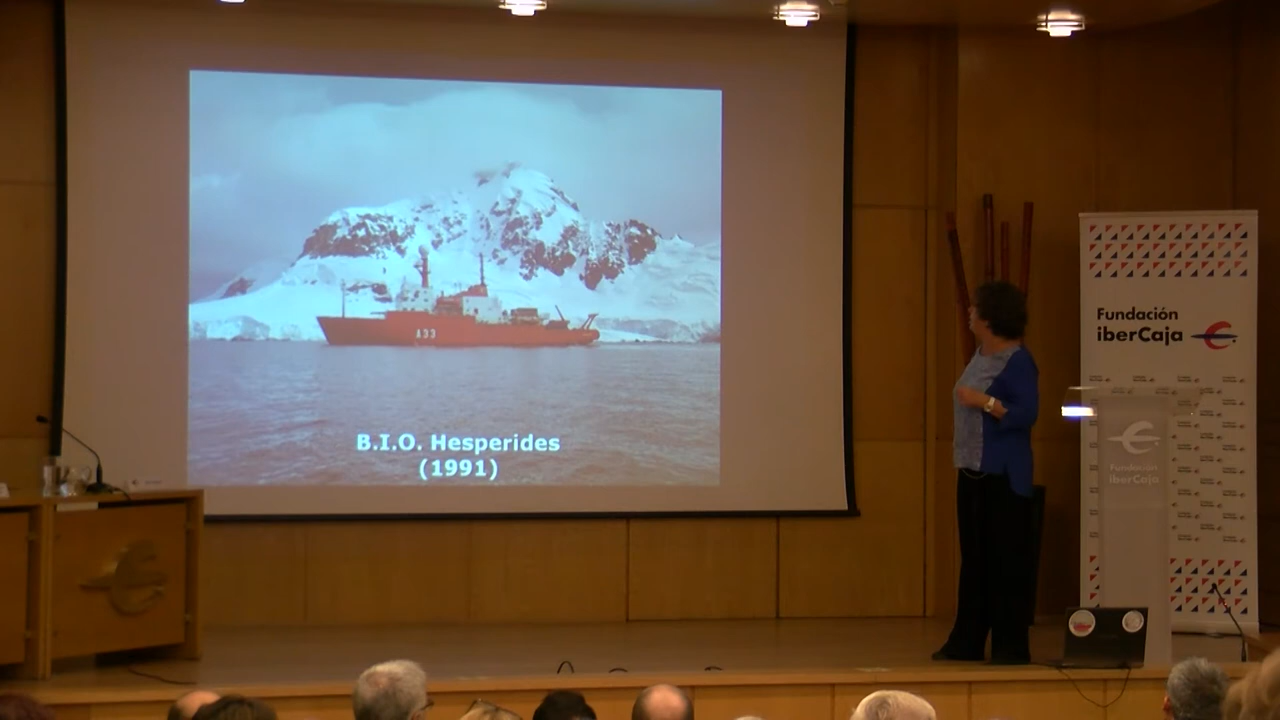 A33
B.I.O. Hesperides
(1991)
Fundación
iberCaja
Fundación
iberCaja